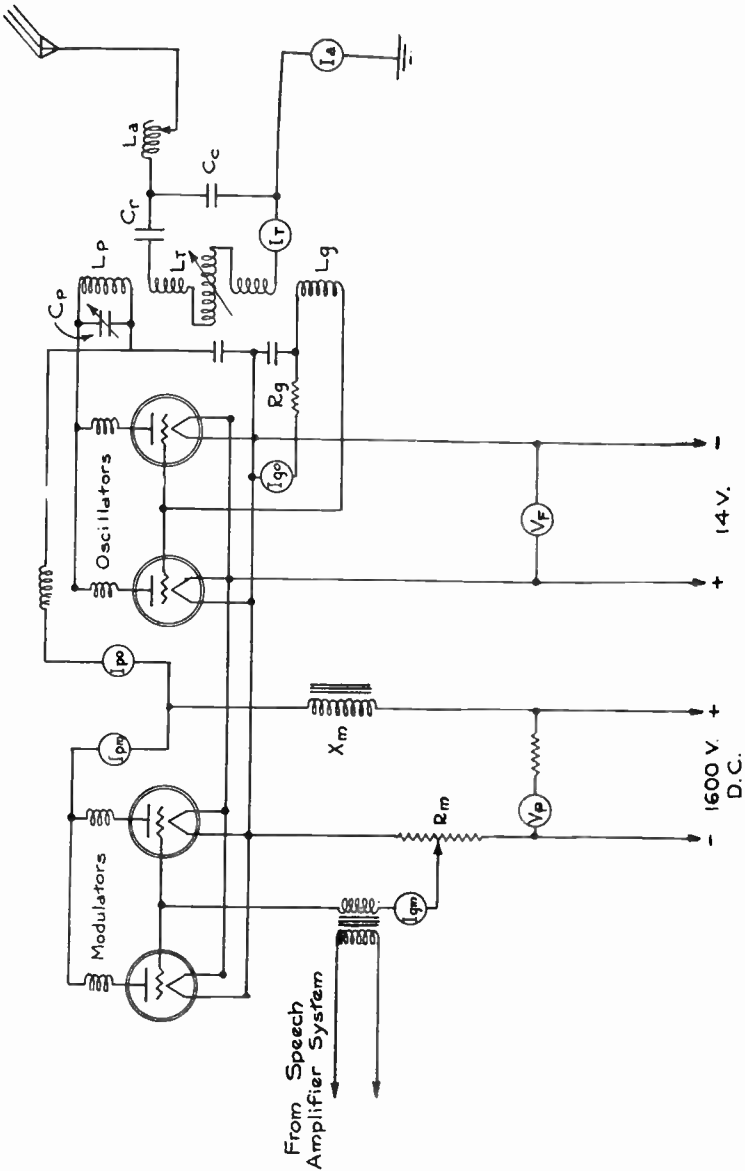 From Speech
Amplifier System
Modulators
Oscillators
Ipm
Ipo
Igm
Igo
Rm
Xm
Vp
VF
1600 V.
D.C.
14 V.
-
+
+
-
Cp
Lp
Rg
Lg
LT
Cr
Cc
IT
La
Ia